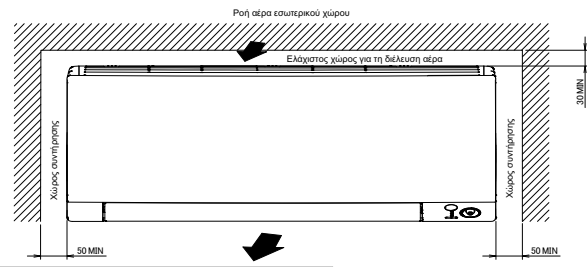 Ροή αέρα εσωτερικού χώρου
Ελάχιστος χώρος για τη διέλευση αέρα
30 MIN
Χώρος συντήρησης
Χώρος συντήρησης
50 MIN
50 MIN